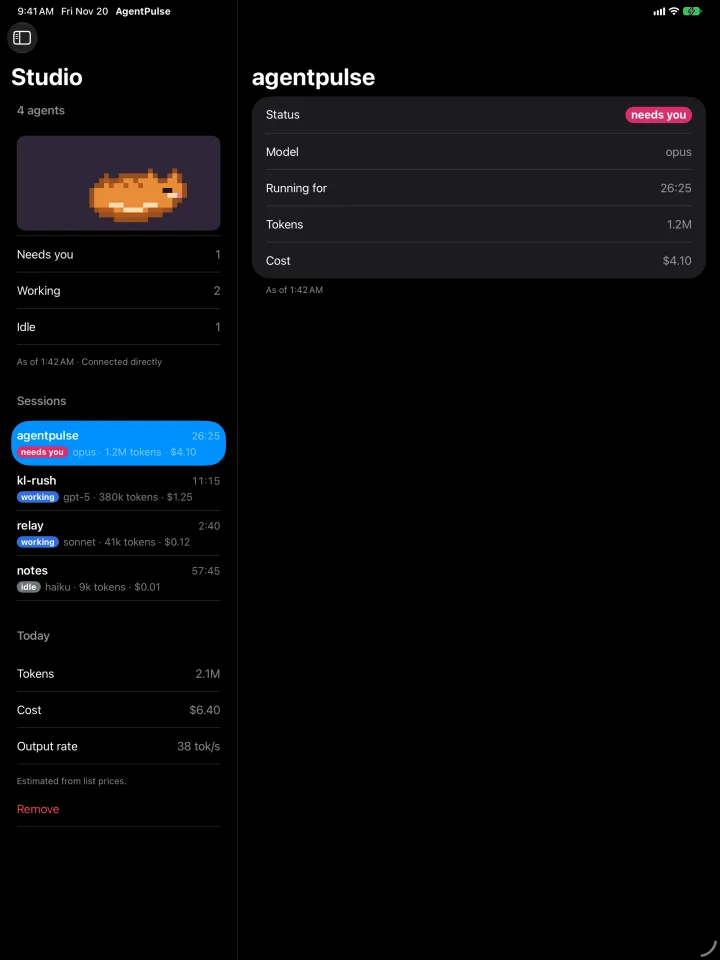 9:41 AM Fri Nov 20 AgentPulse
Studio
4 agents
Needs you 1
Working 2
Idle 1
As of 1:42 AM · Connected directly
Sessions
agentpulse 26:25
needs you opus · 1.2M tokens · $4.10
kl-rush 11:15
working gpt-5 · 380k tokens · $1.25
relay 2:40
working sonnet · 41k tokens · $0.12
notes 57:45
idle haiku · 9k tokens · $0.01
Today
Tokens 2.1M
Cost $6.40
Output rate 38 tok/s
Estimated from list prices.
Remove
agentpulse
Status needs you
Model opus
Running for 26:25
Tokens 1.2M
Cost $4.10
As of 1:42 AM